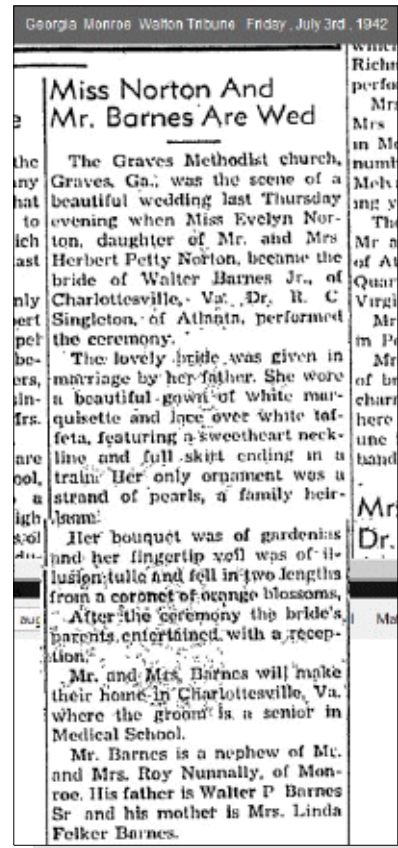 Georgia Monroe Walton Tribune Friday, July 3rd, 1942
Miss Norton And
Mr. Barnes Are Wed
The Graves Methodist church,
Graves, Ga., was the scene of a
beautiful wedding last Thursday
evening when Miss Evelyn Nor-
ton, daughter of Mr. and Mrs
Herbert Petty Norton, became the
bride of Walter Barnes Jr., of
Charlottesville, Va. Dr. R. C
Singleton, of Atlanta, performed
the ceremony.
The lovely bride was given in
marriage by her father. She wore
a beautiful gown of white mar-
quisette and lace over white taf-
feta, featuring a sweetheart neck-
line and full skirt ending in a
train. Her only ornament was a
strand of pearls, a family heir-
loom.
Her bouquet was of gardenias
and her fingertip veil was of il-
lusion tulle and fell in two lengths
from a coronet of orange blossoms,
After the ceremony the bride's
parents entertained with a recep-
tion.
Mr. and Mrs. Barnes will make
their home in Charlottesville, Va.
where the groom is a senior in
Medical School.
Mr. Barnes is a nephew of Mr.
and Mrs. Roy Nunnally, of Mon-
roe. His father is Walter P Barnes
Sr and his mother is Mrs. Linda
Felker Barnes.